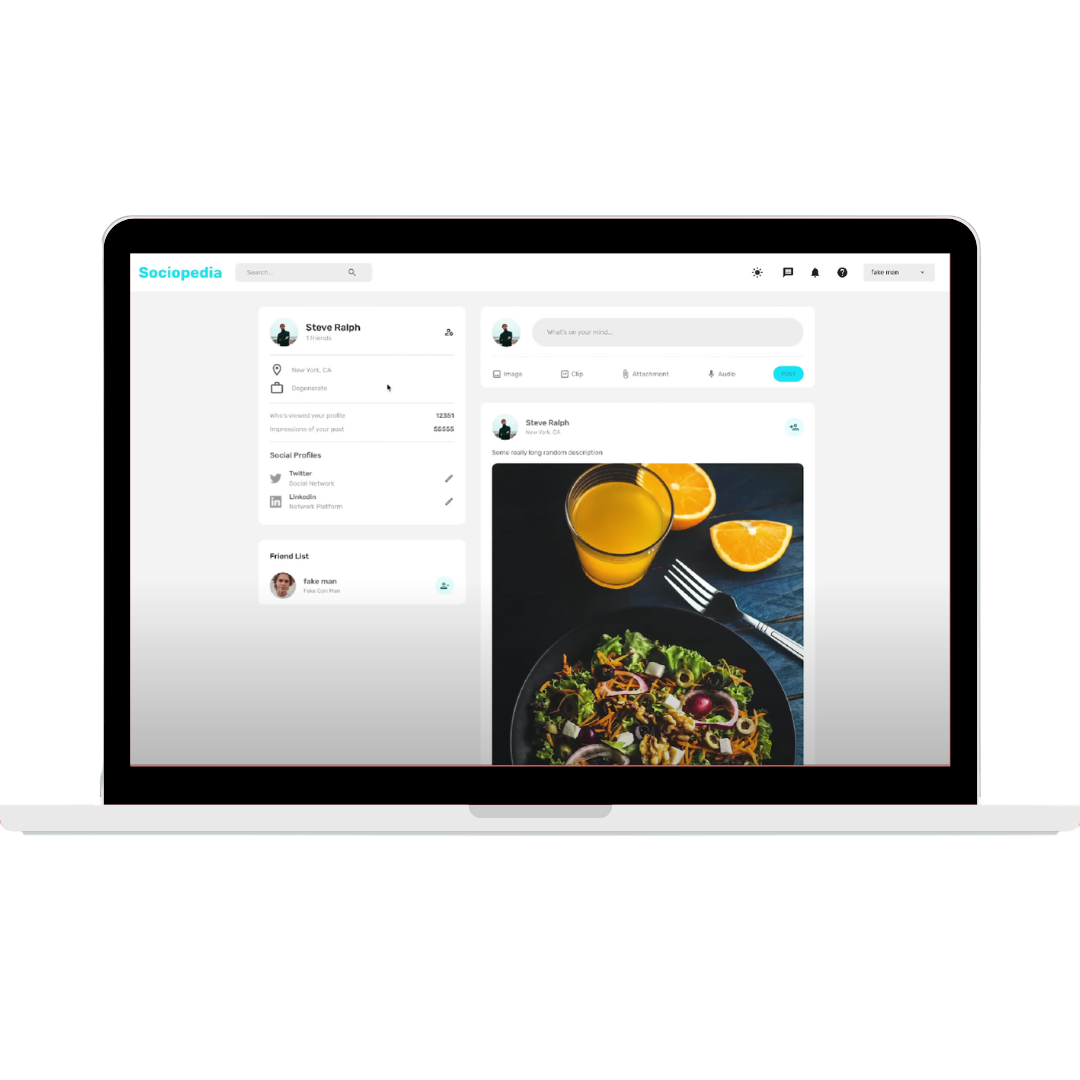 Sociopedia
Search...
fake man
Steve Ralph
1 friends
New York, CA
Degenerate
Who's viewed your profile 12351
Impressions of your post 55555
Social Profiles
Twitter
Social Network
Linkedin
Network Platform
Friend List
fake man
Fake Con Man
What's on your mind...
Image Clip Attachment Audio POST
Steve Ralph
New York, CA
Some really long random description